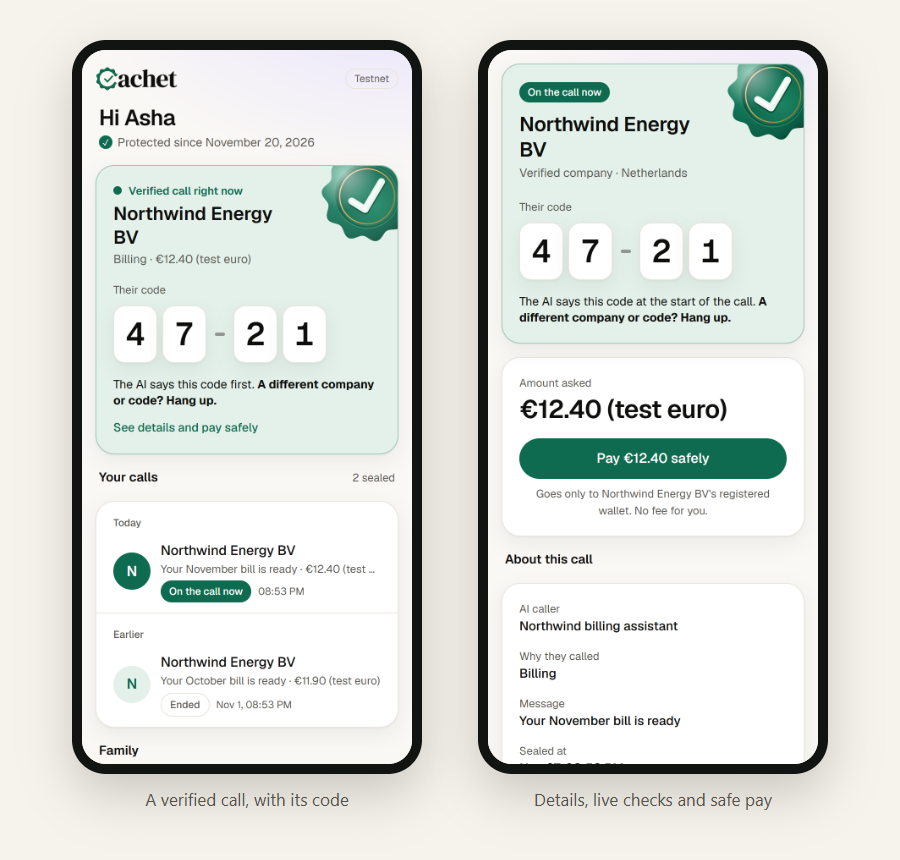 Cachet
Testnet
Hi Asha
Protected since November 20, 2026
Verified call right now
Northwind Energy
BV
Billing · €12.40 (test euro)
Their code
4 7 - 2 1
The AI says this code first. A different company
or code? Hang up.
See details and pay safely
Your calls
2 sealed
Today
N
Northwind Energy BV
Your November bill is ready · €12.40 (test ...
On the call now
08:53 PM
Earlier
N
Northwind Energy BV
Your October bill is ready · €11.90 (test euro)
Ended
Nov 1, 08:53 PM
Family
A verified call, with its code
On the call now
Northwind Energy
BV
Verified company · Netherlands
Their code
4 7 - 2 1
The AI says this code at the start of the call. A
different company or code? Hang up.
Amount asked
€12.40 (test euro)
Pay €12.40 safely
Goes only to Northwind Energy BV's registered
wallet. No fee for you.
About this call
AI caller
Northwind billing assistant
Why they called
Billing
Message
Your November bill is ready
Sealed at
Details, live checks and safe pay